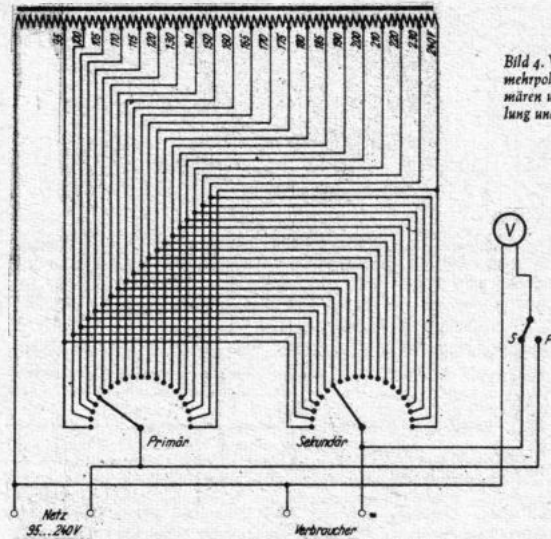 95 100 105 110 115 120 130 140 150 160 165 170 175 180 185 190 200 210 220 230 240V
Bild 4.
mehrpol
mären u
lung und
V
S
P
Primär
Sekundär
Netz
95...240V
Verbraucher